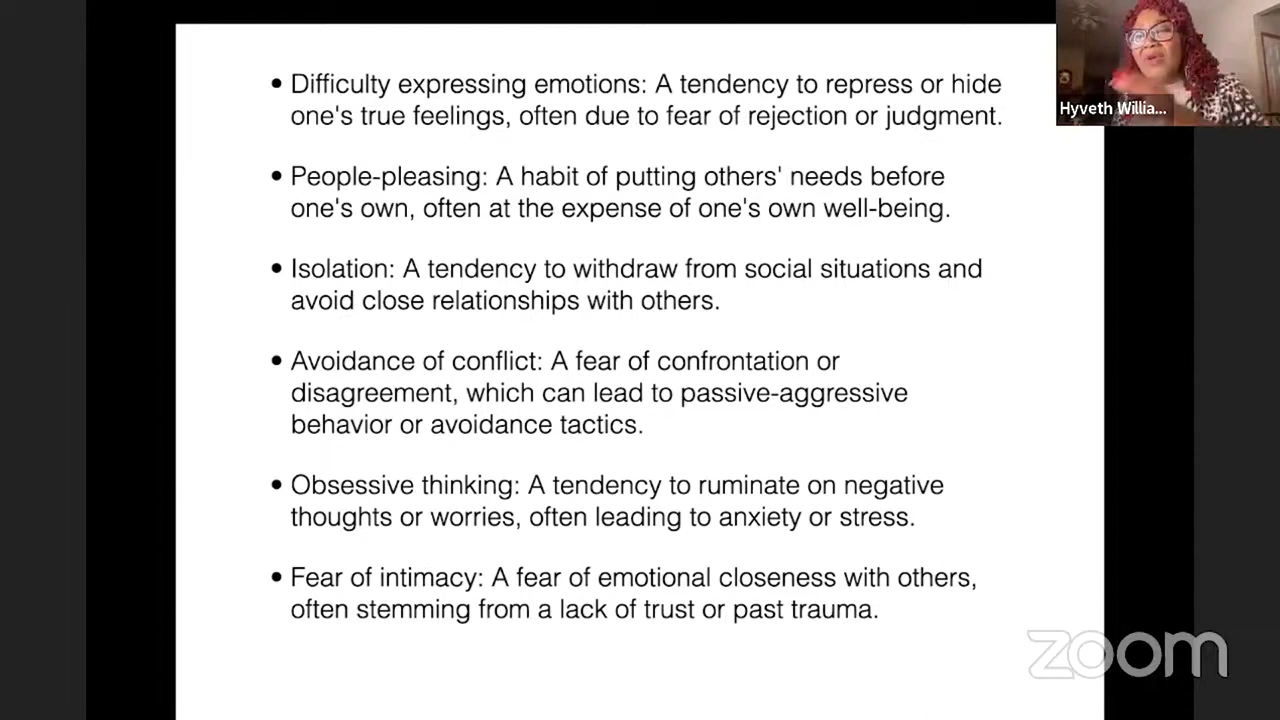 • Difficulty expressing emotions: A tendency to repress or hide
one's true feelings, often due to fear of rejection or judgment.
• People-pleasing: A habit of putting others' needs before
one's own, often at the expense of one's own well-being.
• Isolation: A tendency to withdraw from social situations and
avoid close relationships with others.
• Avoidance of conflict: A fear of confrontation or
disagreement, which can lead to passive-aggressive
behavior or avoidance tactics.
• Obsessive thinking: A tendency to ruminate on negative
thoughts or worries, often leading to anxiety or stress.
• Fear of intimacy: A fear of emotional closeness with others,
often stemming from a lack of trust or past trauma.
Hyveth Willia...
zoom